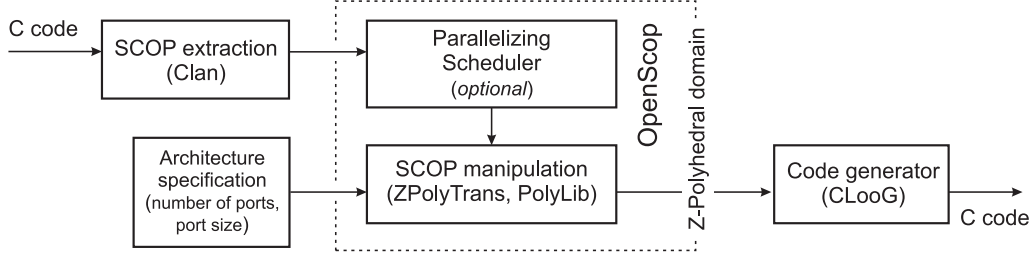 C code
SCOP extraction
(Clan)
Parallelizing
Scheduler
(optional)
OpenScop
Z-Polyhedral domain
Architecture
specification
(number of ports,
port size)
SCOP manipulation
(ZPolyTrans, PolyLib)
Code generator
(CLooG)
C code